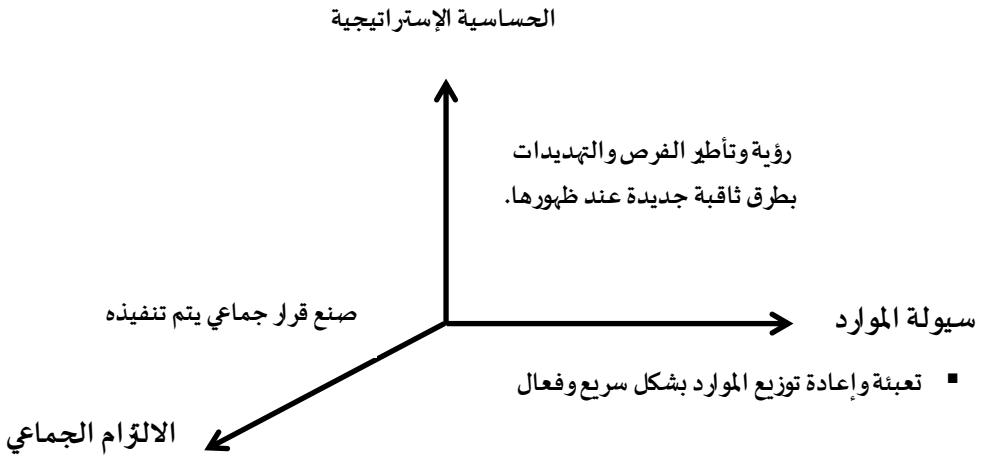 الحساسية الإستراتيجية
رؤية وتأطير الفرص والتهديدات
بطرق ثاقبة جديدة عند ظهورها.
صنع قرار جماعي يتم تنفيذه
سيولة الموارد
▪ تعبئة وإعادة توزيع الموارد بشكل سريع وفعال
الالتزام الجماعي